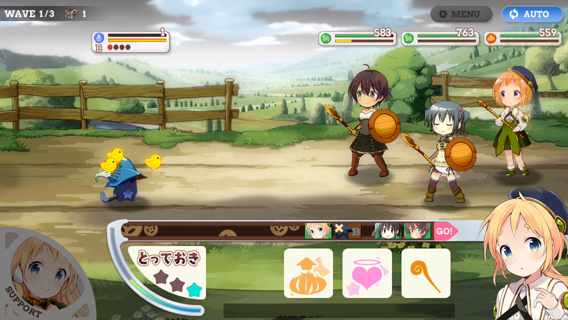 WAVE 1/3 1
MENU
AUTO
1
B
583
763
559
B
GO!
とっておき
SUPPORT